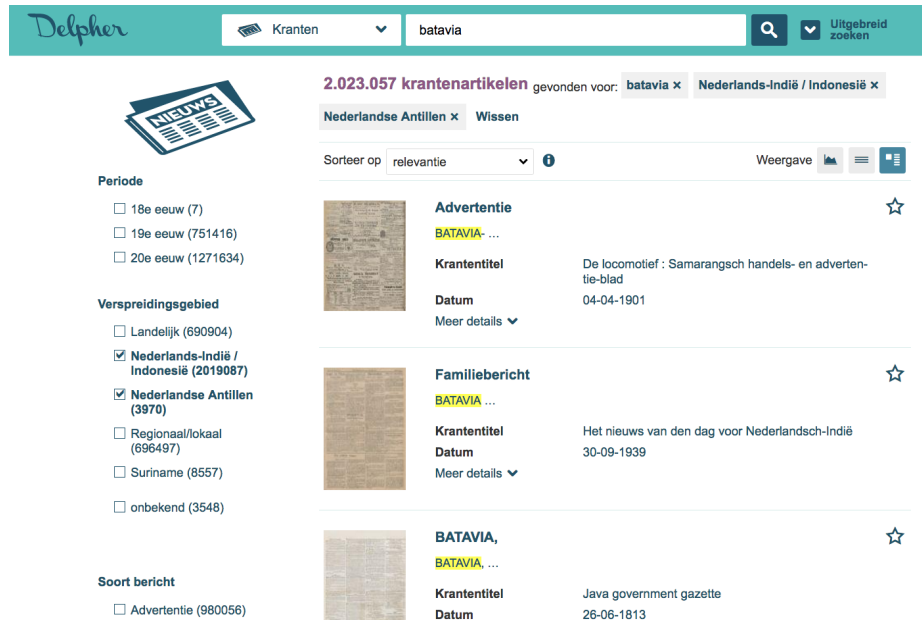 Delpher
Kranten
batavia
Uitgebreid
zoeken
NIEUWS
2.023.057 krantenartikelen gevonden voor: batavia × Nederlands-Indië / Indonesië ×
Nederlandse Antillen × Wissen
Sorteer op relevantie
Weergave
Periode
18e eeuw (7)
19e eeuw (751416)
20e eeuw (1271634)
Verspreidingsgebied
Landelijk (690904)
Nederlands-Indië /
Indonesië (2019087)
Nederlandse Antillen
(3970)
Regionaal/lokaal
(696497)
Suriname (8557)
onbekend (3548)
Soort bericht
Advertentie (980056)
Advertentie
BATAVIA- ...
Krantentitel De locomotief : Samarangsch handels- en adverten-
tie-blad
Datum 04-04-1901
Meer details
Familiebericht
BATAVIA ...
Krantentitel Het nieuws van den dag voor Nederlandsch-Indië
Datum 30-09-1939
Meer details
BATAVIA,
BATAVIA, ...
Krantentitel Java government gazette
Datum 26-06-1813